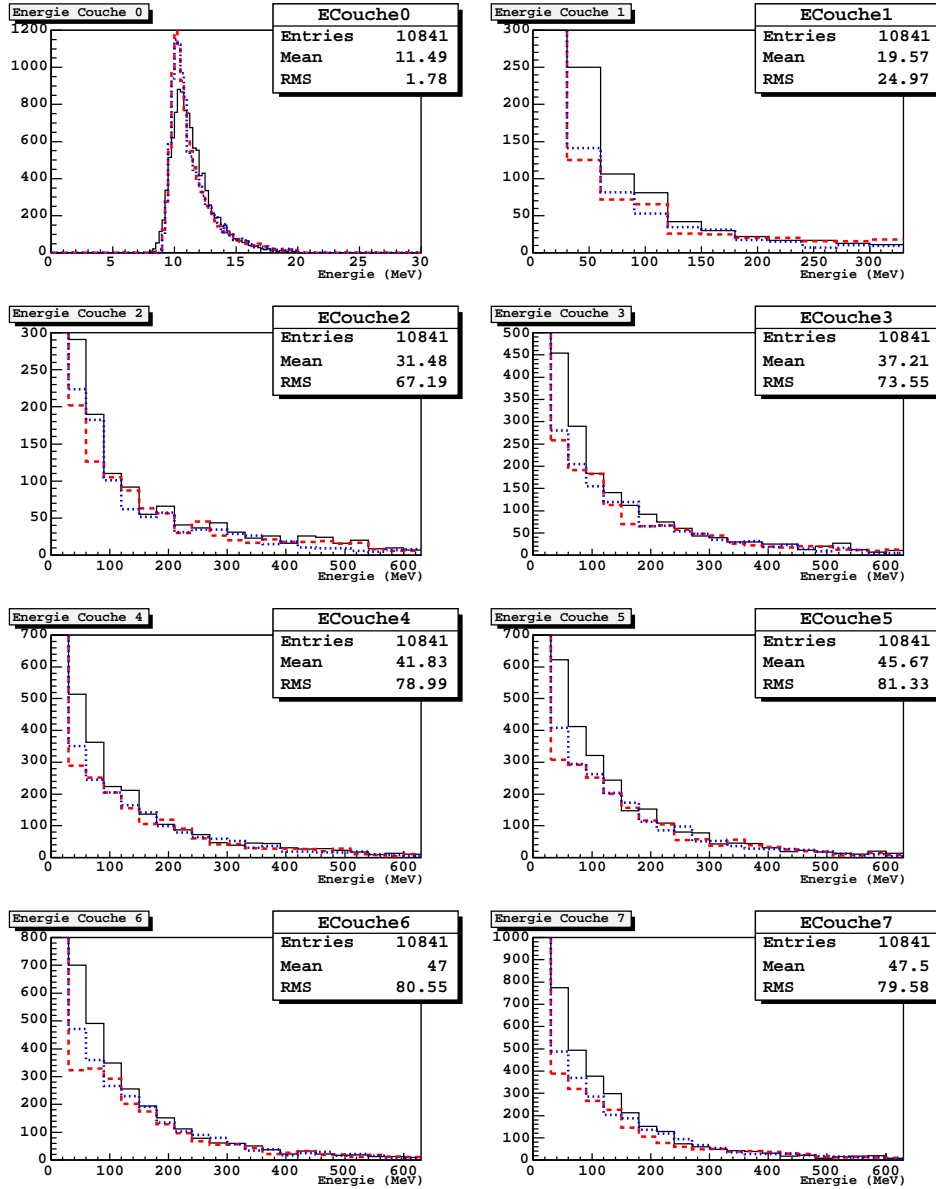 Energie Couche 0
ECouche0
Entries 10841
Mean 11.49
RMS 1.78
1200
1000
800
600
400
200
0
0 5 10 15 20 25 30
Energie (MeV)
Energie Couche 1
ECouche1
Entries 10841
Mean 19.57
RMS 24.97
300
250
200
150
100
50
0
0 50 100 150 200 250 300
Energie (MeV)
Energie Couche 2
ECouche2
Entries 10841
Mean 31.48
RMS 67.19
300
250
200
150
100
50
0
0 100 200 300 400 500 600
Energie (MeV)
Energie Couche 3
ECouche3
Entries 10841
Mean 37.21
RMS 73.55
500
450
400
350
300
250
200
150
100
50
0
0 100 200 300 400 500 600
Energie (MeV)
Energie Couche 4
ECouche4
Entries 10841
Mean 41.83
RMS 78.99
700
600
500
400
300
200
100
0
0 100 200 300 400 500 600
Energie (MeV)
Energie Couche 5
ECouche5
Entries 10841
Mean 45.67
RMS 81.33
700
600
500
400
300
200
100
0
0 100 200 300 400 500 600
Energie (MeV)
Energie Couche 6
ECouche6
Entries 10841
Mean 47
RMS 80.55
800
700
600
500
400
300
200
100
0
0 100 200 300 400 500 600
Energie (MeV)
Energie Couche 7
ECouche7
Entries 10841
Mean 47.5
RMS 79.58
1000
900
800
700
600
500
400
300
200
100
0
0 100 200 300 400 500 600
Energie (MeV)